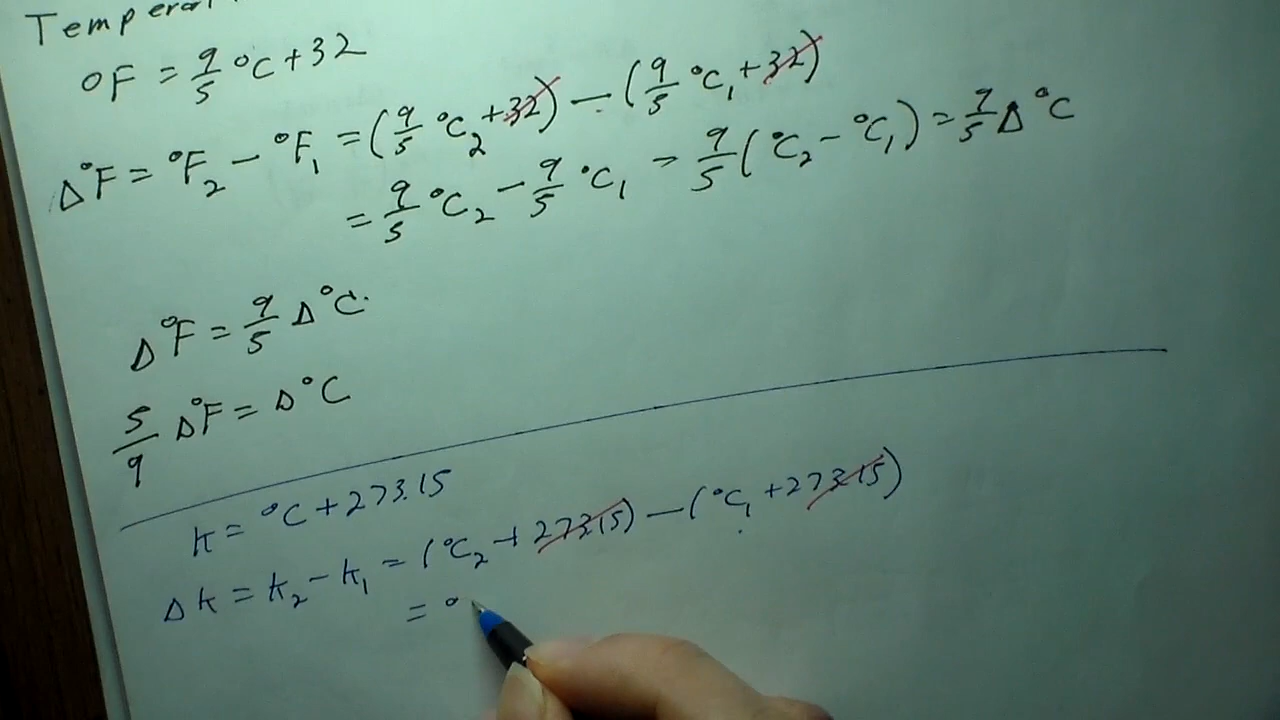 °F = 9/5 °C + 32
Δ°F = °F₂ - °F₁ = (9/5 °C₂ + 32) - (9/5 °C₁ + 32)
= 9/5 °C₂ - 9/5 °C₁ = 9/5 (°C₂ - °C₁) = 9/5 Δ°C
Δ°F = 9/5 Δ°C.
5/9 Δ°F = Δ°C
K = °C + 273.15
ΔK = K₂ - K₁ = (°C₂ + 273.15) - (°C₁ + 273.15)
= °